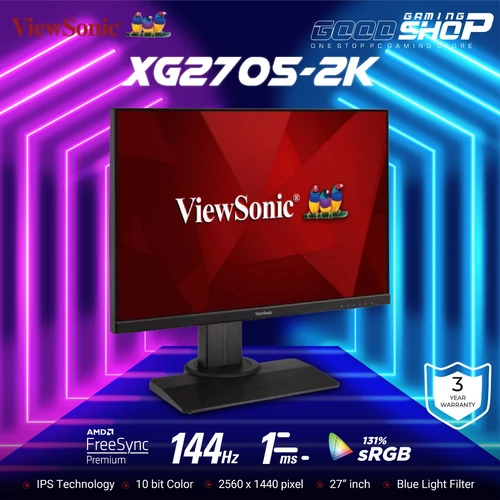 ViewSonic
GAMING
GOOD SHOP
ONE STOP PC GAMING STORE
XG2705-2K
ViewSonic®
ViewSonic
3
YEAR
WARRANTY
AMD
FreeSync
Premium
144Hz
1ms
131%
sRGB
• IPS Technology • 10 bit Color • 2560 x 1440 pixel • 27" inch • Blue Light Filter